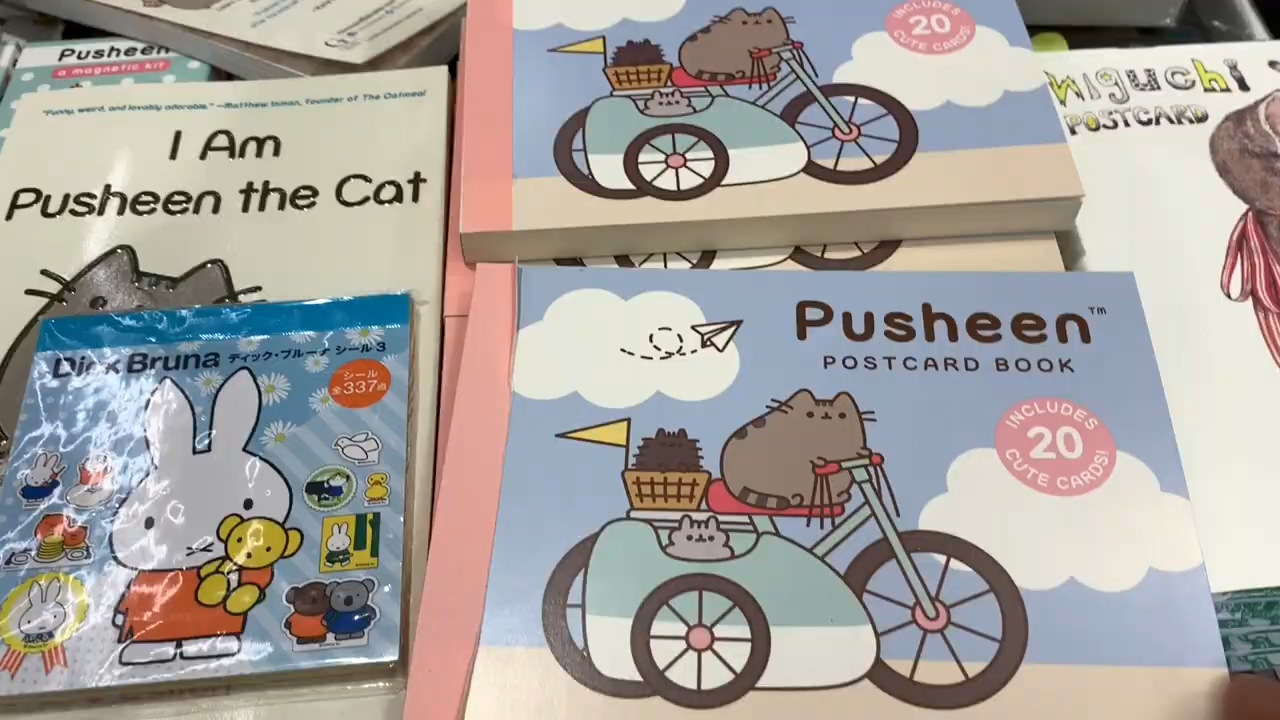 Pusheen
a magnetic kit
"Funny, weird, and lovably adorable." —Matthew Inman, founder of The Oatmeal
I Am
Pusheen the Cat
Dick Bruna ディック・ブルーナ シール 3
シール
全337点
INCLUDES
20
CUTE CARDS!
Pusheen™
POSTCARD BOOK
INCLUDES
20
CUTE CARDS!
POSTCARD